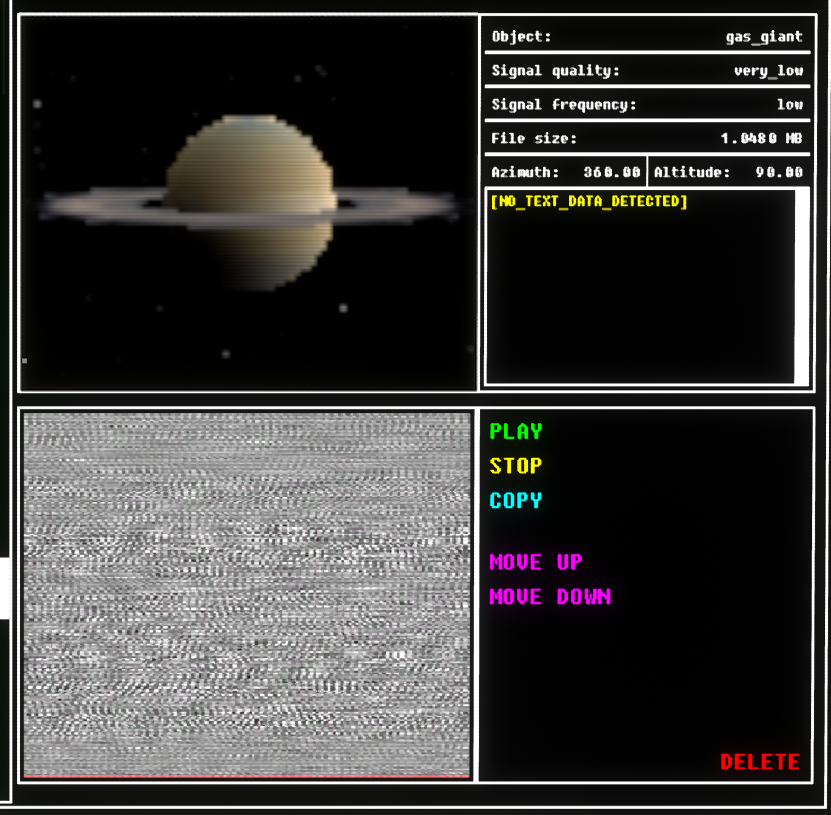 Object: gas_giant
Signal quality: very_low
Signal frequency: low
File size: 1.0480 MB
Azimuth: 360.00 Altitude: 90.00
[NO_TEXT_DATA_DETECTED]
PLAY
STOP
COPY
MOVE UP
MOVE DOWN
DELETE